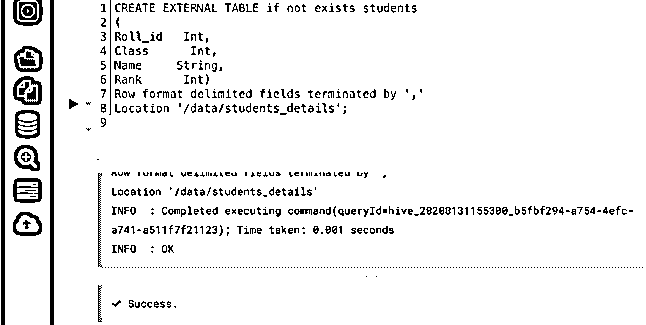 1 CREATE EXTERNAL TABLE if not exists students
2 (
3 Roll_id Int,
4 Class Int,
5 Name String,
6 Rank Int)
7 Row format delimited fields terminated by ','
8 Location '/data/students_details';
9
Row format delimited fields terminated by ','
Location '/data/students_details'
INFO : Completed executing command(queryId=hive_20200131155300_b5fbf294-a754-4efc-
a741-a511f7f21123); Time taken: 0.001 seconds
INFO : OK
✓ Success.